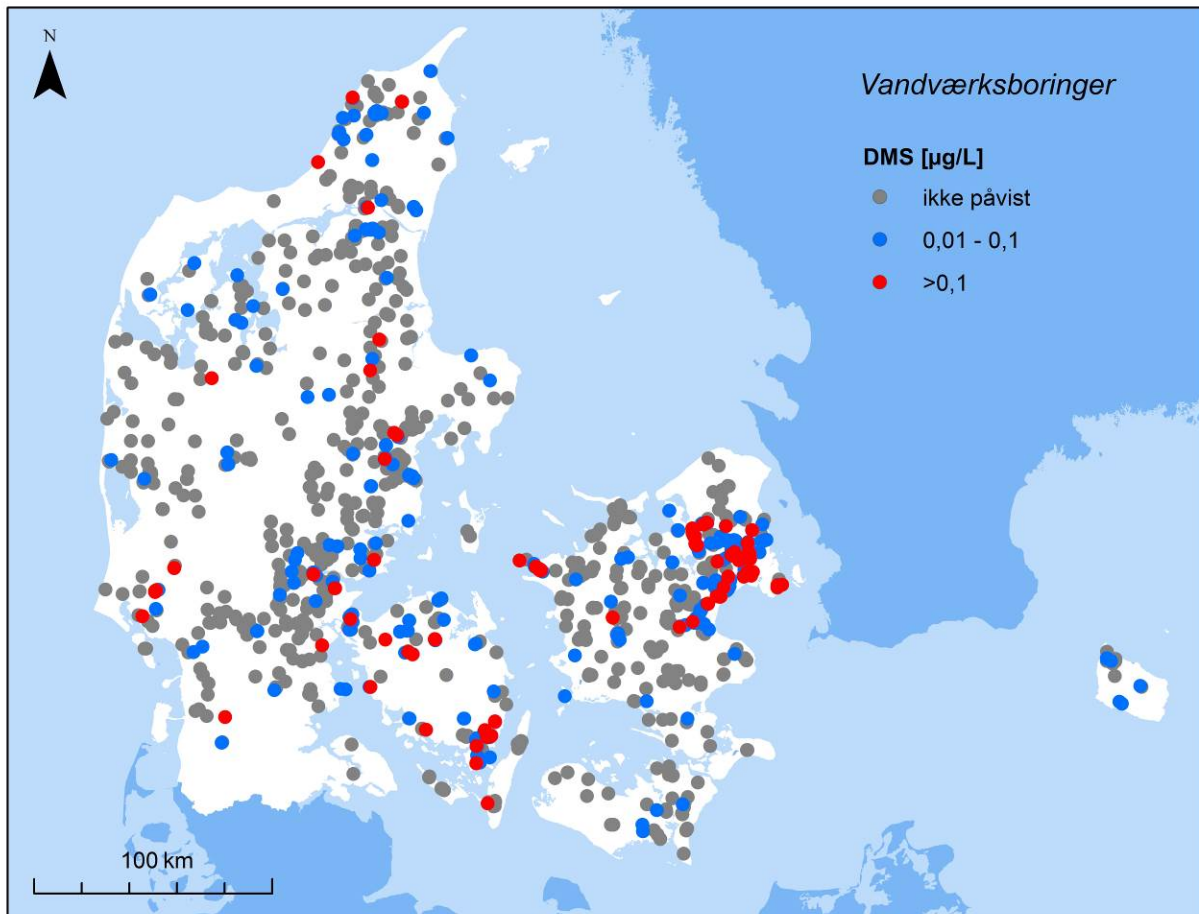 N
Vandværksboringer
DMS [µg/L]
ikke påvist
0,01 - 0,1
>0,1
100 km